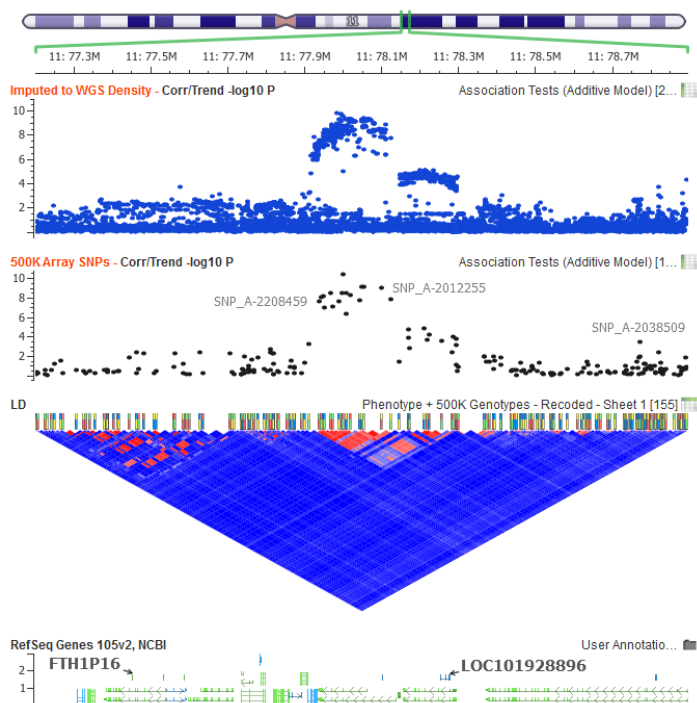 11
11: 77.3M 11: 77.5M 11: 77.7M 11: 77.9M 11: 78.1M 11: 78.3M 11: 78.5M 11: 78.7M
Imputed to WGS Density - Corr/Trend -log10 P Association Tests (Additive Model) [2...
10
8
6
4
2
500K Array SNPs - Corr/Trend -log10 P Association Tests (Additive Model) [1...
10
8
6
4
2
SNP_A-2208459
SNP_A-2012255
SNP_A-2038509
LD Phenotype + 500K Genotypes - Recoded - Sheet 1 [155]
RefSeq Genes 105v2, NCBI User Annotatio...
2
1
FTH1P16
LOC101928896